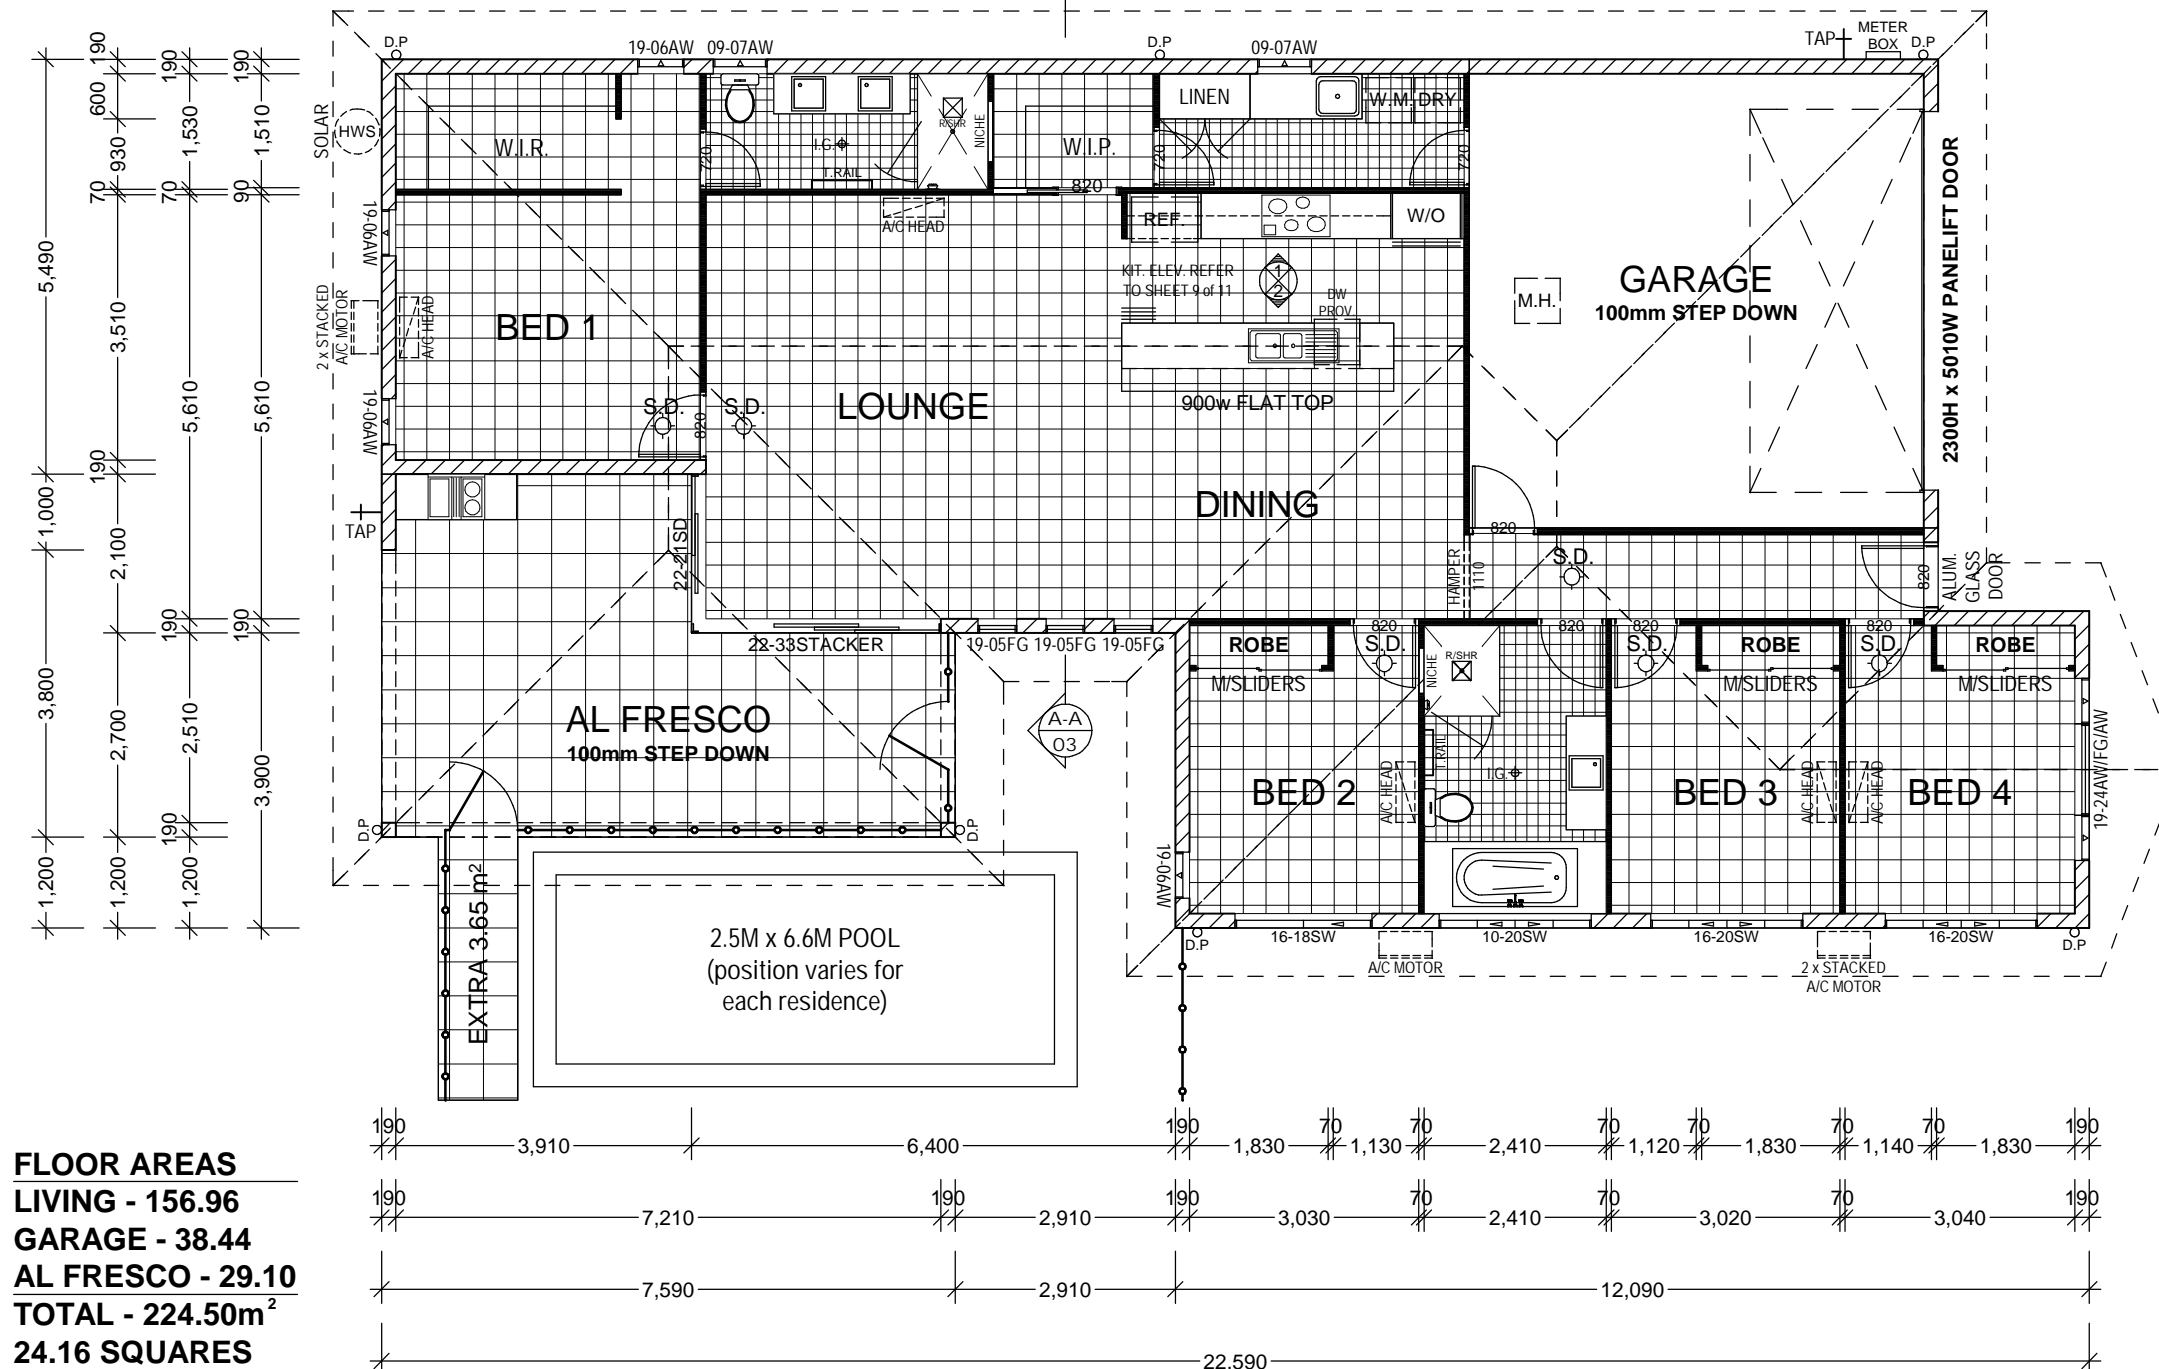 D.P
19-06AW
09-07AW
D.P
09-07AW
TAP
METER
BOX
D.P
SOLAR
HWS
W.I.R.
720
I.G.
T.RAIL
R/SHR
NICHE
W.I.P.
LINEN
W.M.
DRY
720
720
820
19-06AW
A/C HEAD
REF.
W/O
2300H x 5010W PANELIFT DOOR
KIT. ELEV. REFER
TO SHEET 9 of 11
1
2
DW
PROV.
M.H.
GARAGE
100mm STEP DOWN
2 x STACKED
A/C MOTOR
A/C HEAD
BED 1
19-06AW
S.D.
820
S.D.
LOUNGE
900w FLAT TOP
DINING
TAP
22-21SD
820
HAMPER
1110
S.D.
820
ALUM.
GLASS
DOOR
22-33STACKER
19-05FG
19-05FG
19-05FG
ROBE
M/SLIDERS
820
S.D.
NICHE
R/SHR
820
820
S.D.
ROBE
M/SLIDERS
820
S.D.
ROBE
M/SLIDERS
AL FRESCO
100mm STEP DOWN
A-A
03
T.RAIL
I.G.
BED 2
A/C HEAD
BED 3
A/C HEAD
A/C HEAD
BED 4
19-24AW/FG/AW
D.P
D.P
19-06AW
EXTRA 3.65 m²
2.5M x 6.6M POOL
(position varies for
each residence)
D.P
16-18SW
A/C MOTOR
10-20SW
16-20SW
2 x STACKED
A/C MOTOR
16-20SW
D.P
190
5,490
1,000
3,800
1,200
600
930
70
3,510
190
2,100
190
2,700
1,200
190
1,530
70
5,610
190
2,510
190
1,200
190
1,510
90
5,610
190
3,900
190
3,910
6,400
190
1,830
70
1,130
70
2,410
70
1,120
70
1,830
70
1,140
70
1,830
190
190
7,210
190
2,910
190
3,030
70
2,410
70
3,020
70
3,040
190
7,590
2,910
12,090
22,590
FLOOR AREAS
LIVING - 156.96
GARAGE - 38.44
AL FRESCO - 29.10
TOTAL - 224.50m²
24.16 SQUARES